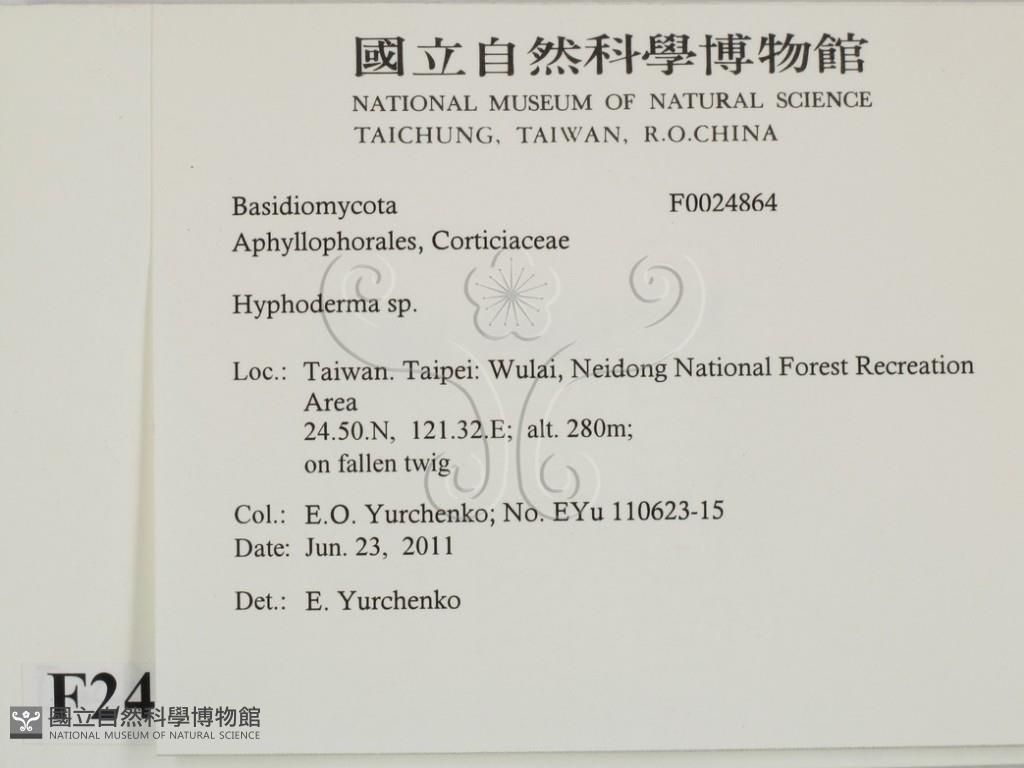 國立自然科學博物館
NATIONAL MUSEUM OF NATURAL SCIENCE
TAICHUNG, TAIWAN, R.O.CHINA
Basidiomycota F0024864
Aphyllophorales, Corticiaceae
Hyphoderma sp.
Loc.: Taiwan. Taipei: Wulai, Neidong National Forest Recreation
Area
24.50.N, 121.32.E; alt. 280m;
on fallen twig
Col.: E.O. Yurchenko; No. EYu 110623-15
Date: Jun. 23, 2011
Det.: E. Yurchenko
F24
國立自然科學博物館
NATIONAL MUSEUM OF NATURAL SCIENCE